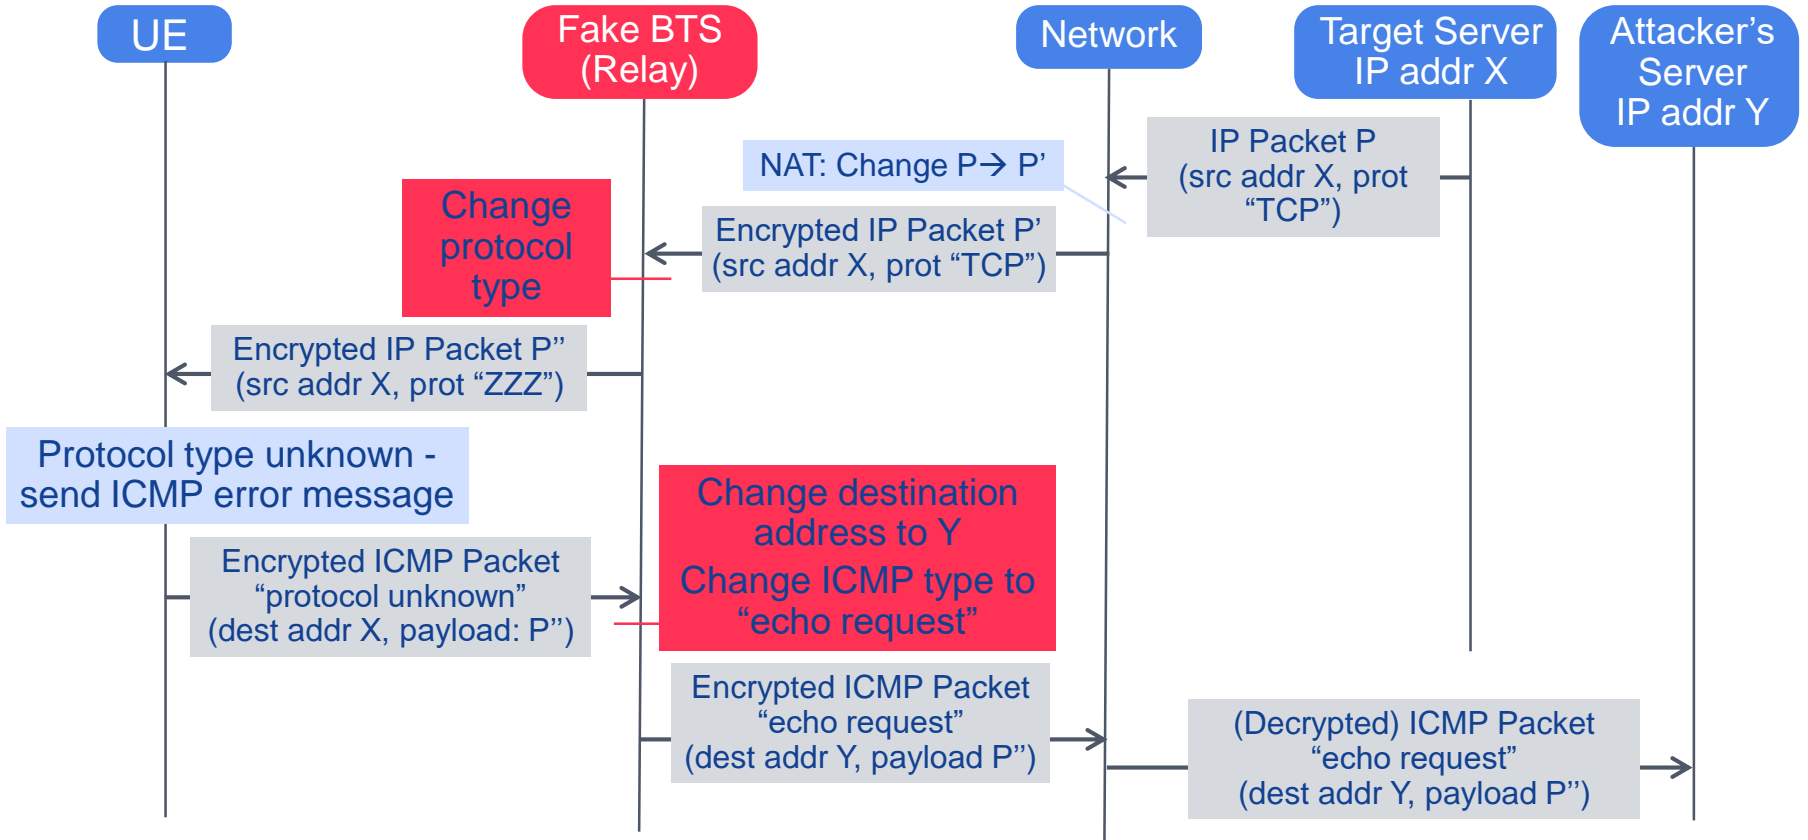 UE
Fake BTS
(Relay)
Network
Target Server
IP addr X
Attacker’s
Server
IP addr Y
IP Packet P
(src addr X, prot
“TCP”)
NAT: Change P→ P’
Change
protocol
type
Encrypted IP Packet P’
(src addr X, prot “TCP”)
Encrypted IP Packet P’’
(src addr X, prot “ZZZ”)
Protocol type unknown -
send ICMP error message
Change destination
address to Y
Change ICMP type to
“echo request”
Encrypted ICMP Packet
“protocol unknown”
(dest addr X, payload: P’’)
Encrypted ICMP Packet
“echo request”
(dest addr Y, payload P’’)
(Decrypted) ICMP Packet
“echo request”
(dest addr Y, payload P’’)